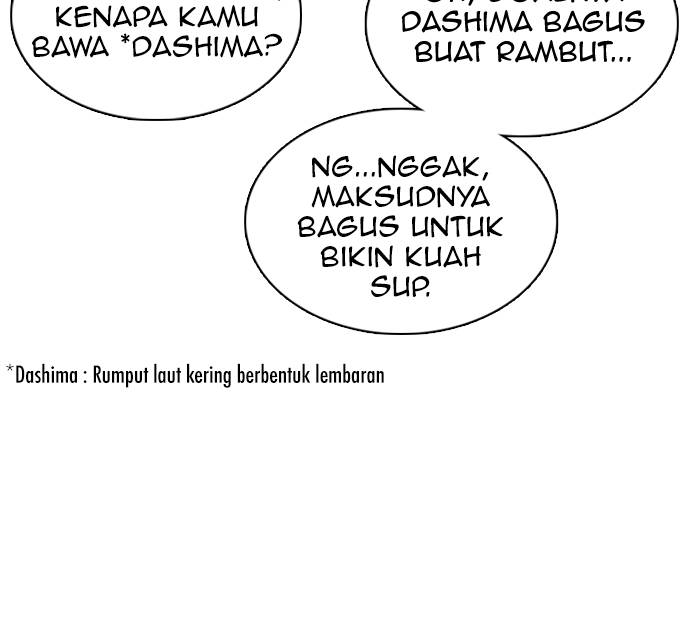 KENAPA KAMU
BAWA *DASHIMA?
DASHIMA BAGUS
BUAT RAMBUT...
NG...NGGAK,
MAKSUDNYA
BAGUS UNTUK
BIKIN KUAH
SUP.
*Dashima : Rumput laut kering berbentuk lembaran